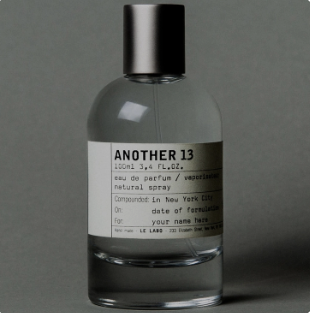 ANOTHER 13
100ml 3,4 FL.OZ.
eau de parfum / vaporisateur
natural spray
Compounded: in New York City
On: date of formulation
For: your name here
LE LABO